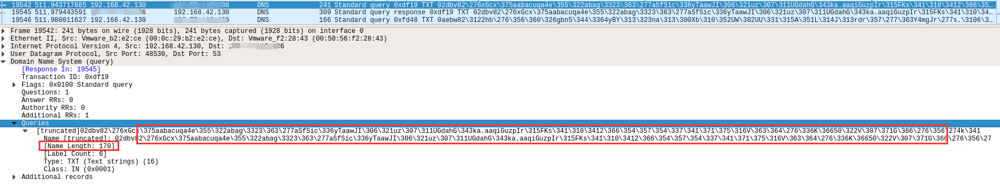 19542 511.943717885 192.168.42.130 DNS 241 Standard query 0xdf19 TXT 02dbv82\276xGcx\375aabacuqa4e\355\322abag\3323\363\277aSfSic\336yTaawJI\306\321uz\307\311UGdahG\343ka.aaqiGuzpIr\315FKs\341\310\3412\366\35…
19545 511.979443591 192.168.42.130 DNS 309 Standard query response 0xdf19 TXT 02dbv82\276xGcx\375aabacuqa4e\355\322abag\3323\363\277aSfSic\336yTaawJI\306\321uz\307\311UGdahG\343ka.aaqiGuzpIr\315FKs\341\310\34…
19546 511.980011627 192.168.42.130 DNS 166 Standard query 0xfd48 TXT 0aebw82\3122hb\276\356\360\326gbn5\344\3364yBY\313\323na\313\300Xb\310\352UW\302UU\331\315A\351L\314J\313rdr\357\277\363Y4mgJr\277s.\3106\3…
Frame 19542: 241 bytes on wire (1928 bits), 241 bytes captured (1928 bits) on interface 0
Ethernet II, Src: Vmware_b2:e2:ce (00:0c:29:b2:e2:ce), Dst: Vmware_f2:28:43 (00:50:56:f2:28:43)
Internet Protocol Version 4, Src: 192.168.42.130, Dst:
User Datagram Protocol, Src Port: 48530, Dst Port: 53
Domain Name System (query)
[Response In: 19545]
Transaction ID: 0xdf19
Flags: 0x0100 Standard query
Questions: 1
Answer RRs: 0
Authority RRs: 0
Additional RRs: 1
Queries
[truncated]02dbv82\276xGcx\375aabacuqa4e\355\322abag\3323\363\277aSfSic\336yTaawJI\306\321uz\307\311UGdahG\343ka.aaqiGuzpIr\315FKs\341\310\3412\366\354\357\354\337\341\371\375\316V\363\364\276\336K\36650\322V\307\371G\366\276\356\274k\341
Name [truncated]: 02dbv82\276xGcx\375aabacuqa4e\355\322abag\3323\363\277aSfSic\336yTaawJI\306\321uz\307\311UGdahG\343ka.aaqiGuzpIr\315FKs\341\310\3412\366\354\357\354\337\341\371\375\316V\363\364\276\336K\36650\322V\307\371G\366\276\356\27
[Name Length: 170]
[Label Count: 6]
Type: TXT (Text strings) (16)
Class: IN (0x0001)
Additional records